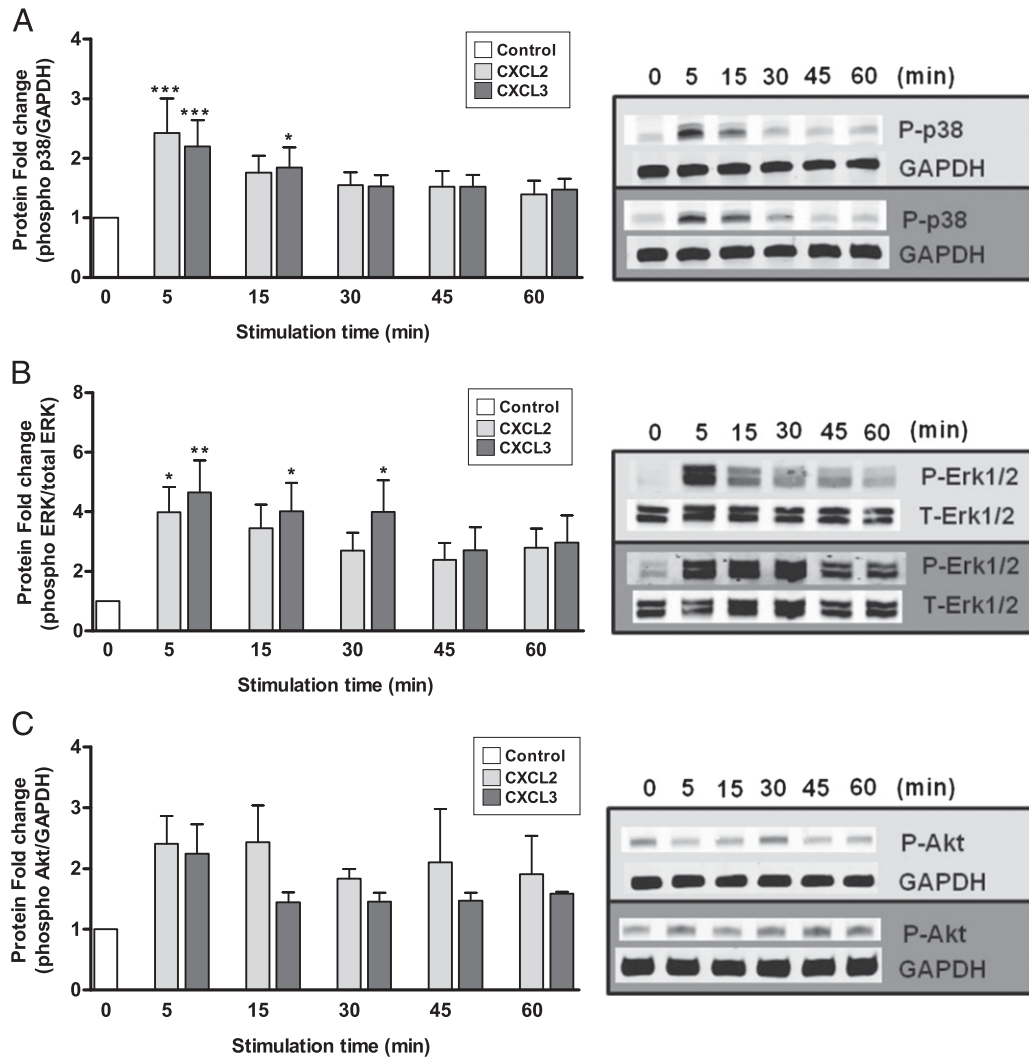 A
Protein Fold change
(phospho p38/GAPDH)
4
3
2
1
0
*** *** *
Control
CXCL2
CXCL3
0 5 15 30 45 60
Stimulation time (min)
0 5 15 30 45 60 (min)
P-p38
GAPDH
P-p38
GAPDH
B
Protein Fold change
(phospho ERK/total ERK)
8
6
4
2
0
* ** * *
Control
CXCL2
CXCL3
0 5 15 30 45 60
Stimulation time (min)
0 5 15 30 45 60 (min)
P-Erk1/2
T-Erk1/2
P-Erk1/2
T-Erk1/2
C
Protein Fold change
(phospho Akt/GAPDH)
4
3
2
1
0
Control
CXCL2
CXCL3
0 5 15 30 45 60
Stimulation time (min)
0 5 15 30 45 60 (min)
P-Akt
GAPDH
P-Akt
GAPDH